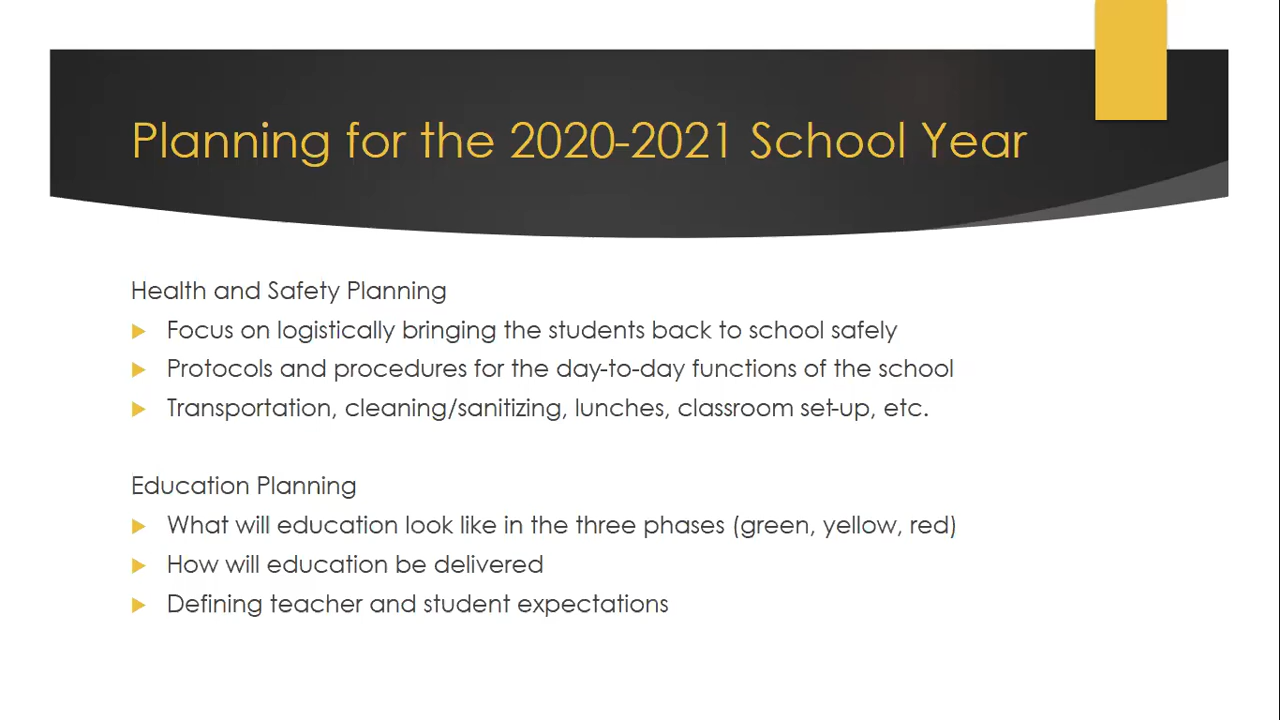 Planning for the 2020-2021 School Year
Health and Safety Planning
Focus on logistically bringing the students back to school safely
Protocols and procedures for the day-to-day functions of the school
Transportation, cleaning/sanitizing, lunches, classroom set-up, etc.
Education Planning
What will education look like in the three phases (green, yellow, red)
How will education be delivered
Defining teacher and student expectations